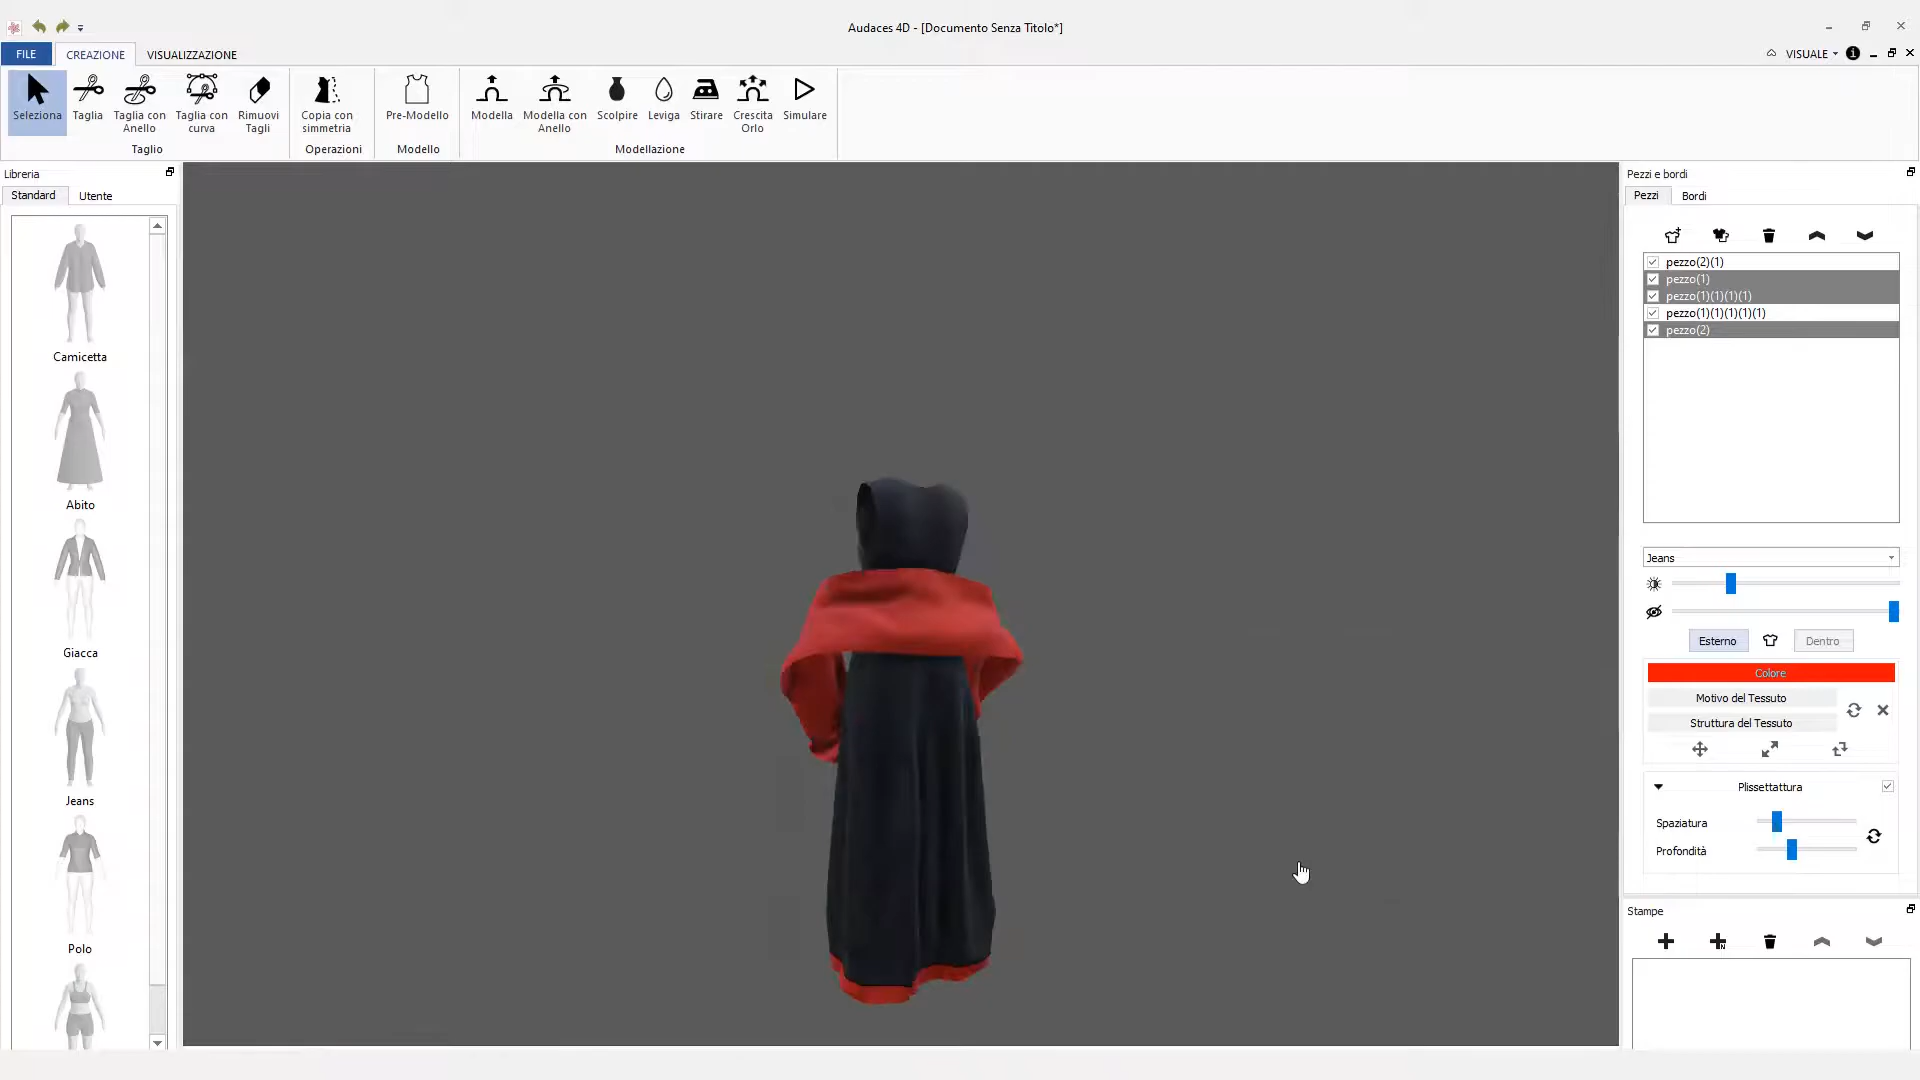 Audaces 4D - [Documento Senza Titolo*]
FILE
CREAZIONE
VISUALIZZAZIONE
VISUALE
Seleziona
Taglia
Taglia con
Anello
Taglia con
curva
Rimuovi
Tagli
Taglio
Copia con
simmetria
Operazioni
Pre-Modello
Modello
Modella
Modella con
Anello
Scolpire
Leviga
Stirare
Crescita
Orlo
Simulare
Modellazione
Libreria
Standard
Utente
Camicetta
Abito
Giacca
Jeans
Polo
Pezzi e bordi
Pezzi
Bordi
pezzo(2)(1)
pezzo(1)
pezzo(1)(1)(1)(1)
pezzo(1)(1)(1)(1)(1)
pezzo(2)
Jeans
Esterno
Dentro
Colore
Motivo del Tessuto
Struttura del Tessuto
Plissettattura
Spaziatura
Profondità
Stampe